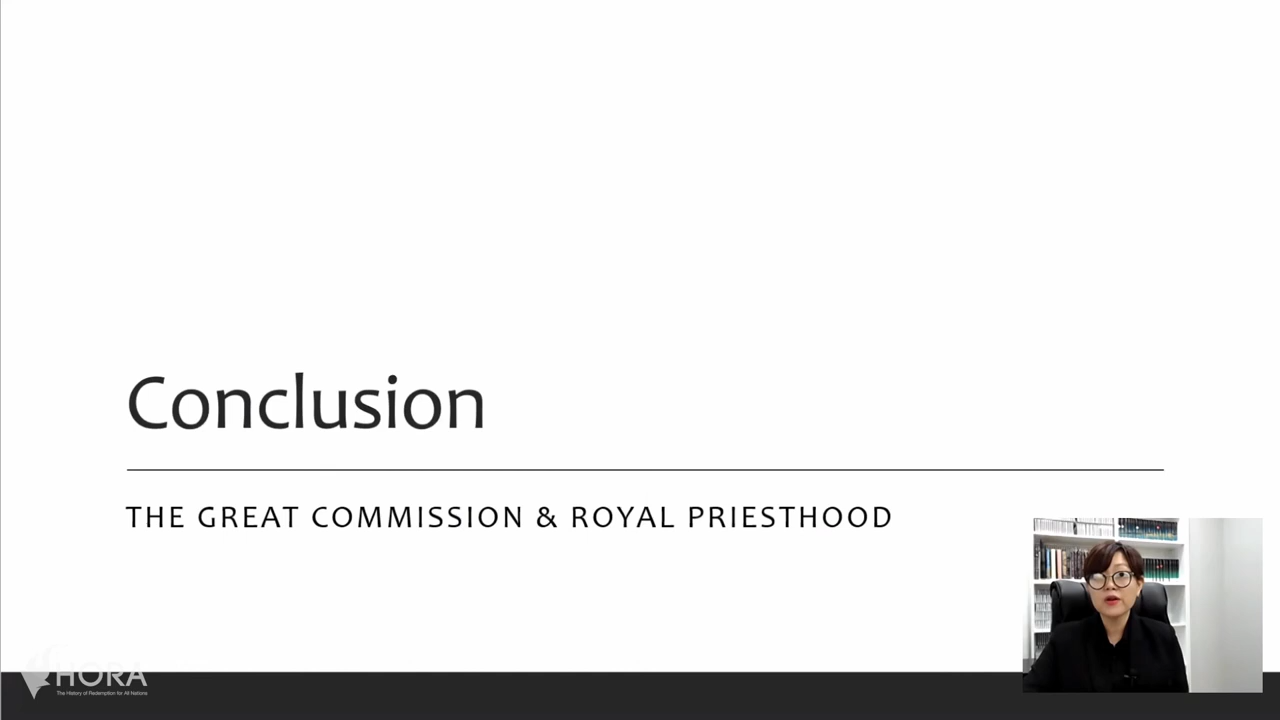 Conclusion
THE GREAT COMMISSION & ROYAL PRIESTHOOD
HORA
The History of Redemption for All Nations